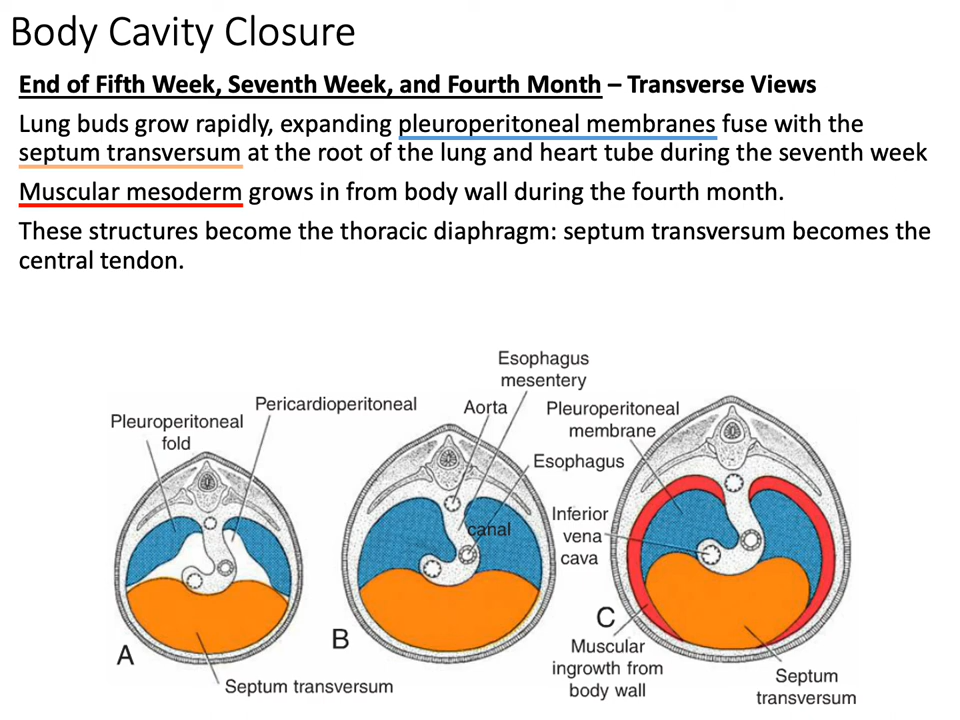 Body Cavity Closure
End of Fifth Week, Seventh Week, and Fourth Month – Transverse Views
Lung buds grow rapidly, expanding pleuroperitoneal membranes fuse with the
septum transversum at the root of the lung and heart tube during the seventh week
Muscular mesoderm grows in from body wall during the fourth month.
These structures become the thoracic diaphragm: septum transversum becomes the
central tendon.
Pleuroperitoneal
fold
Pericardioperitoneal
canal
A
Septum transversum
Esophagus
mesentery
Aorta
Esophagus
B
Pleuroperitoneal
membrane
Inferior
vena
cava
C
Muscular
ingrowth from
body wall
Septum
transversum